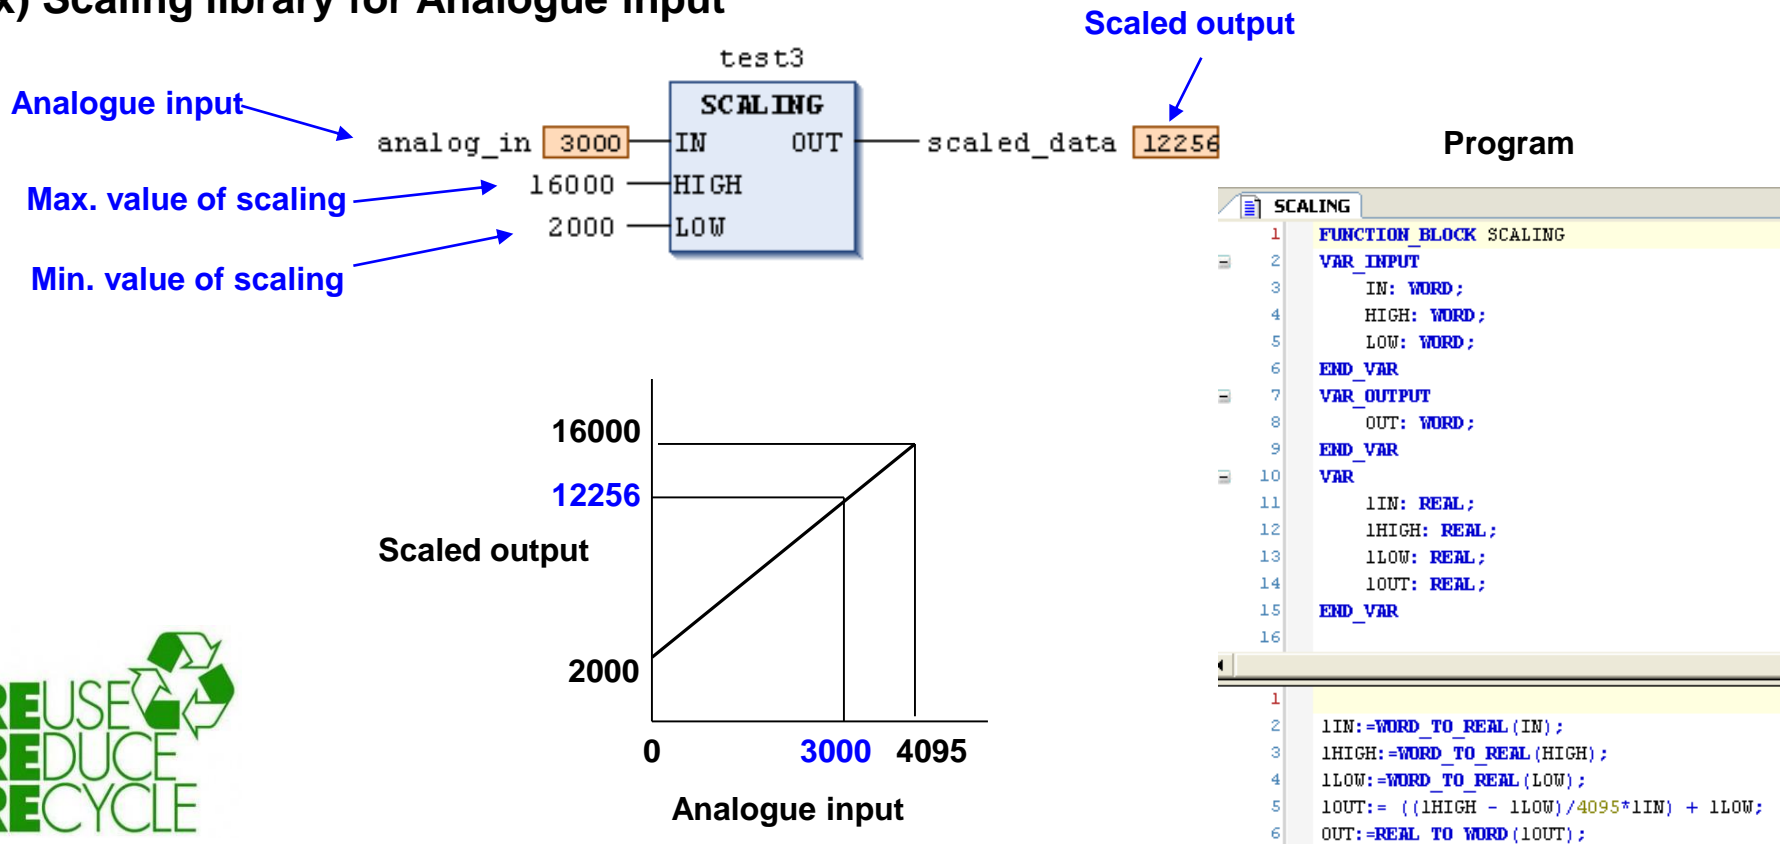 x) Scaling library for Analogue input
Scaled output
test3
Analogue input
SCALING
analog_in 3000 IN OUT scaled_data 12256
Max. value of scaling
16000 HIGH
2000 LOW
Min. value of scaling
Program
SCALING
1 FUNCTION_BLOCK SCALING
2 VAR_INPUT
3 IN: WORD;
4 HIGH: WORD;
5 LOW: WORD;
6 END_VAR
7 VAR_OUTPUT
8 OUT: WORD;
9 END_VAR
10 VAR
11 lIN: REAL;
12 lHIGH: REAL;
13 lLOW: REAL;
14 lOUT: REAL;
15 END_VAR
16
1
2 lIN:=WORD_TO_REAL(IN);
3 lHIGH:=WORD_TO_REAL(HIGH);
4 lLOW:=WORD_TO_REAL(LOW);
5 lOUT:= ((lHIGH - lLOW)/4095*lIN) + lLOW;
6 OUT:=REAL_TO_WORD(lOUT);
16000
12256
Scaled output
2000
0 3000 4095
Analogue input
REUSE
REDUCE
RECYCLE